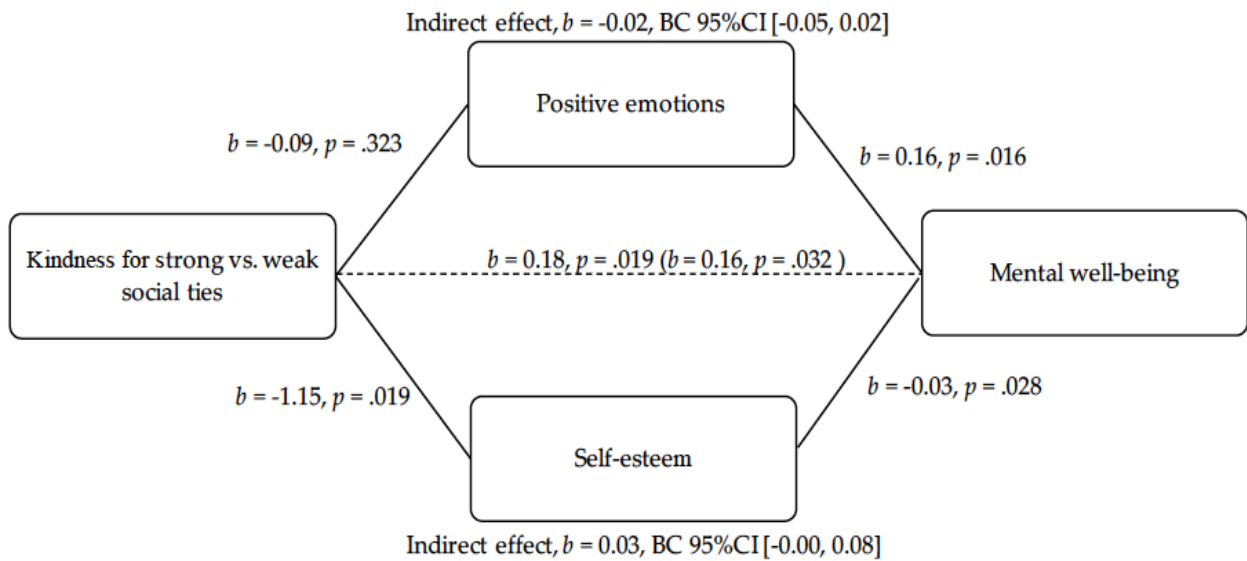 Indirect effect, b = -0.02, BC 95%CI [-0.05, 0.02]
Positive emotions
b = -0.09, p = .323
b = 0.16, p = .016
Kindness for strong vs. weak
social ties
b = 0.18, p = .019 (b = 0.16, p = .032 )
Mental well-being
b = -1.15, p = .019
b = -0.03, p = .028
Self-esteem
Indirect effect, b = 0.03, BC 95%CI [-0.00, 0.08]